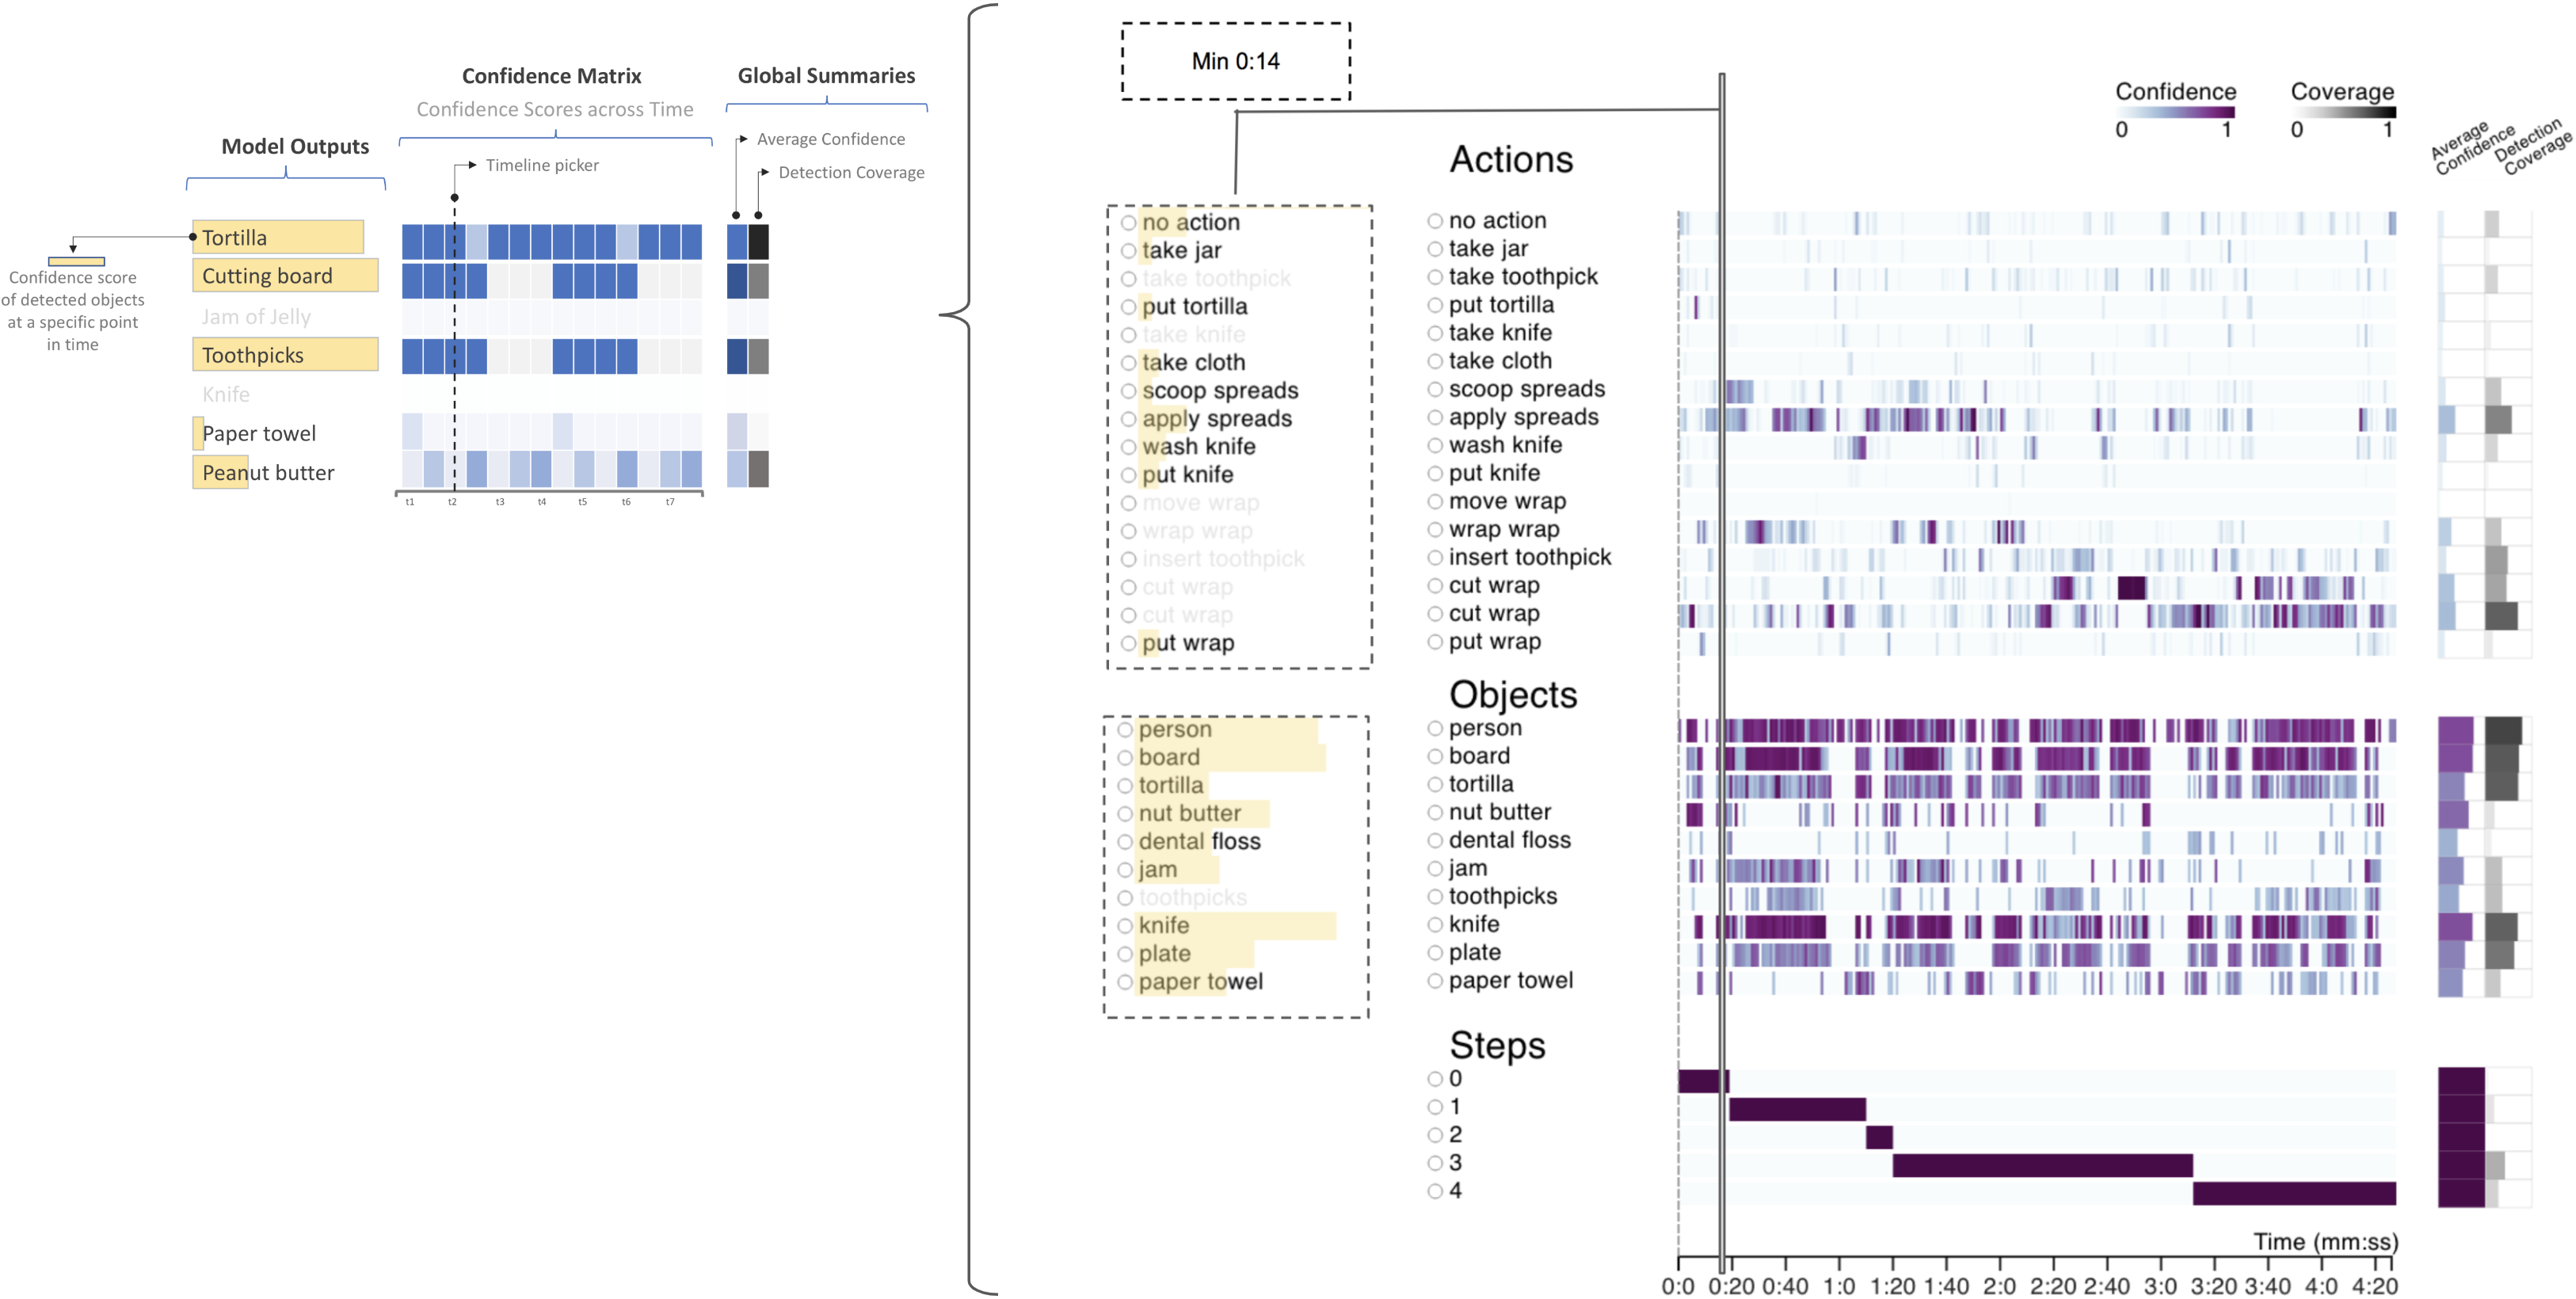 Confidence Matrix
Confidence Scores across Time
Global Summaries
Average Confidence
Detection Coverage
Model Outputs
Timeline picker
Confidence score
of detected objects
at a specific point
in time
Tortilla
Cutting board
Jam of Jelly
Toothpicks
Knife
Paper towel
Peanut butter
t1 t2 t3 t4 t5 t6 t7
Min 0:14
no action
take jar
take toothpick
put tortilla
take knife
take cloth
scoop spreads
apply spreads
wash knife
put knife
move wrap
wrap wrap
insert toothpick
cut wrap
cut wrap
put wrap
person
board
tortilla
nut butter
dental floss
jam
toothpicks
knife
plate
paper towel
Confidence
0 1
Coverage
0 1
Average
Confidence
Detection
Coverage
Actions
no action
take jar
take toothpick
put tortilla
take knife
take cloth
scoop spreads
apply spreads
wash knife
put knife
move wrap
wrap wrap
insert toothpick
cut wrap
cut wrap
put wrap
Objects
person
board
tortilla
nut butter
dental floss
jam
toothpicks
knife
plate
paper towel
Steps
0
1
2
3
4
Time (mm:ss)
0:0 0:20 0:40 1:0 1:20 1:40 2:0 2:20 2:40 3:0 3:20 3:40 4:0 4:20